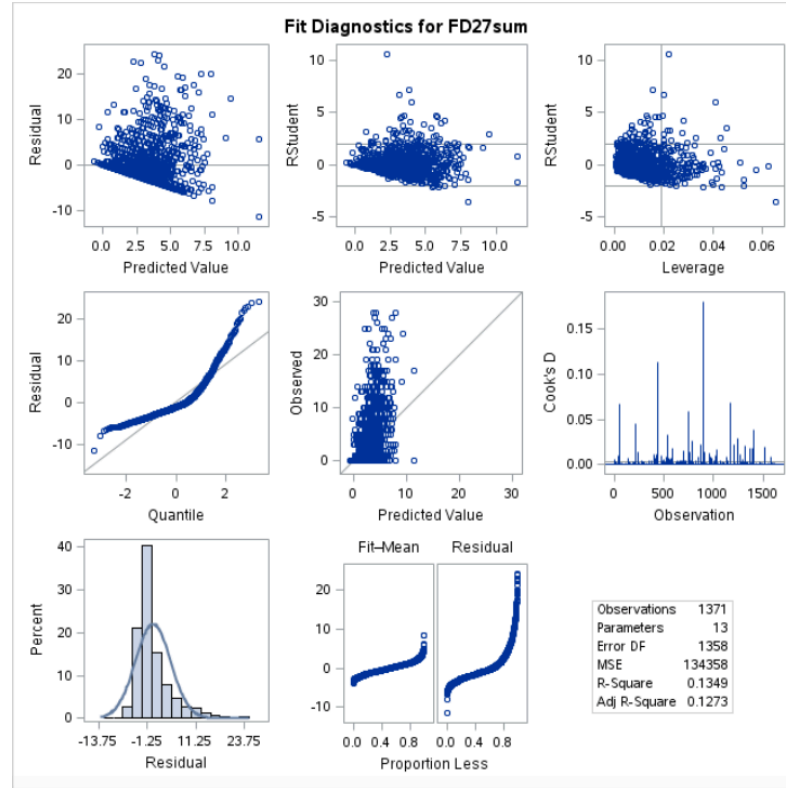 Fit Diagnostics for FD27sum
20
10
0
-10
Residual
0.0 2.5 5.0 7.5 10.0
Predicted Value
10
5
0
-5
RStudent
0.0 2.5 5.0 7.5 10.0
Predicted Value
10
5
0
-5
RStudent
0.00 0.02 0.04 0.06
Leverage
20
10
0
-10
Residual
-2 0 2
Quantile
30
20
10
0
Observed
0 10 20 30
Predicted Value
0.15
0.10
0.05
0.00
Cook's D
0 500 1000 1500
Observation
40
30
20
10
0
Percent
-13.75 -1.25 11.25 23.75
Residual
Fit–Mean Residual
20
10
0
-10
0.0 0.4 0.8 0.0 0.4 0.8
Proportion Less
Observations 1371
Parameters 13
Error DF 1358
MSE 134358
R-Square 0.1349
Adj R-Square 0.1273